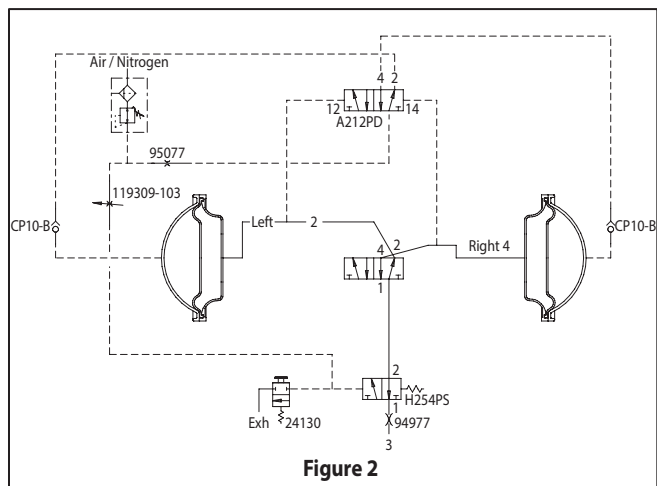 Air / Nitrogen
4 2
12 14
A212PD
95077
119309-103
CP10-B
CP10-B
Left 2
4 2
Right 4
1
2
H254PS
1
Exh 24130
94977
3
Figure 2